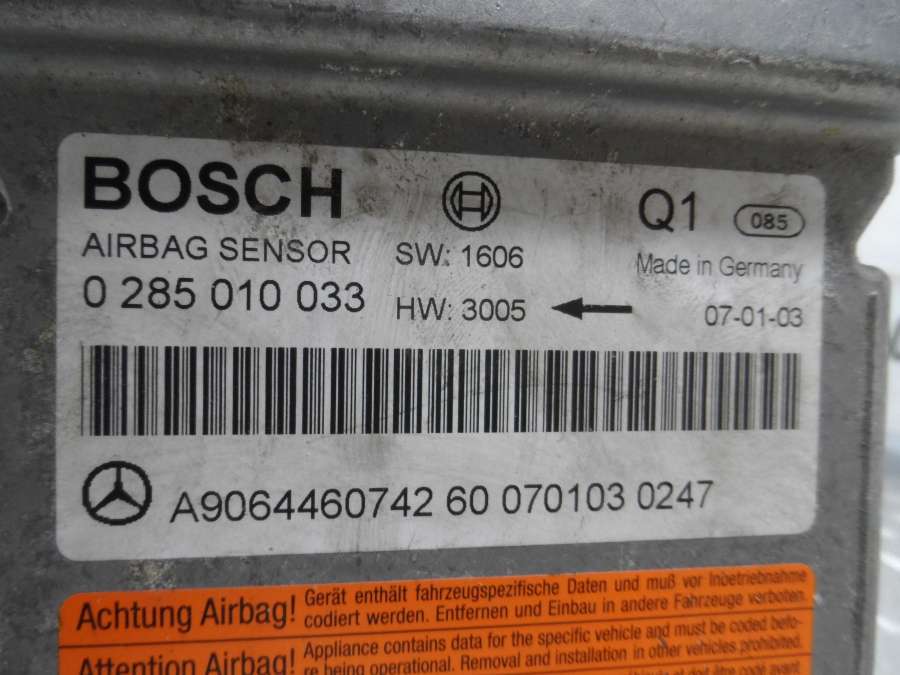 BOSCH
Q1 085
AIRBAG SENSOR SW: 1606 Made in Germany
0 285 010 033 HW: 3005 07-01-03
A9064460742 60 070103 0247
Achtung Airbag! Gerät enthält fahrzeugspezifische Daten und muß vor Inbetriebnahme
codiert werden. Entfernen und Einbau in andere Fahrzeuge verboten.
Attention Airbag! Appliance contains data for the specific vehicle and must be coded befo-
re being operational. Removal and installation in other vehicles prohibited.